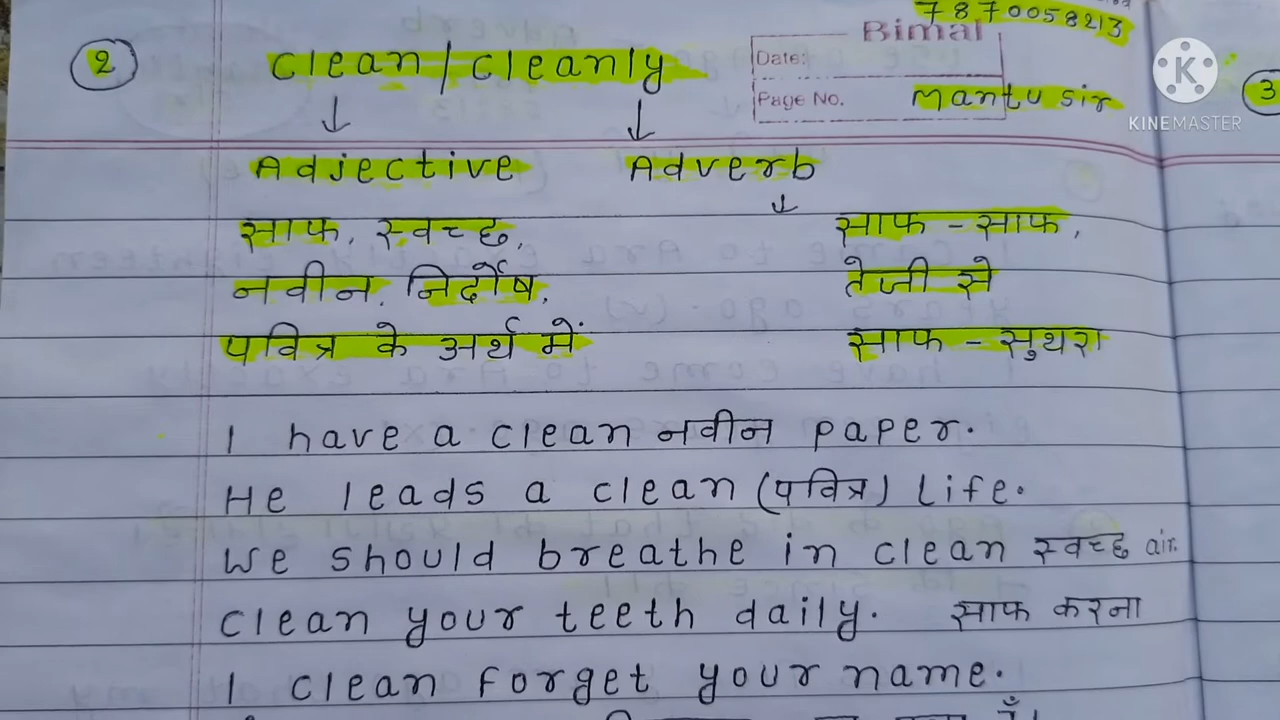 7870058213
Bimal
2 clean/cleanly
Date:
Page No. Mantu sir
KINEMASTER
3
Adjective Adverb
साफ, स्वच्छ, साफ - साफ,
नवीन, निर्दोष, तेजी से
पवित्र के अर्थ में साफ - सुथरा
I have a clean नवीन paper.
He leads a clean (पवित्र) Life.
We should breathe in clean स्वच्छ air.
clean your teeth daily. साफ करना
I clean forget your name.